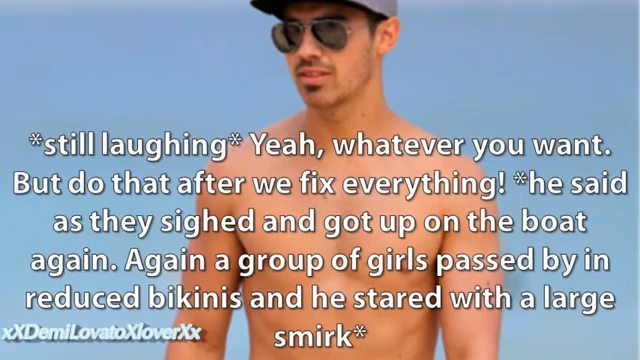 *still laughing* Yeah, whatever you want.
But do that after we fix everything! *he said
as they sighed and got up on the boat
again. Again a group of girls passed by in
reduced bikinis and he stared with a large
smirk*
xXDemiLovatoXloverXx